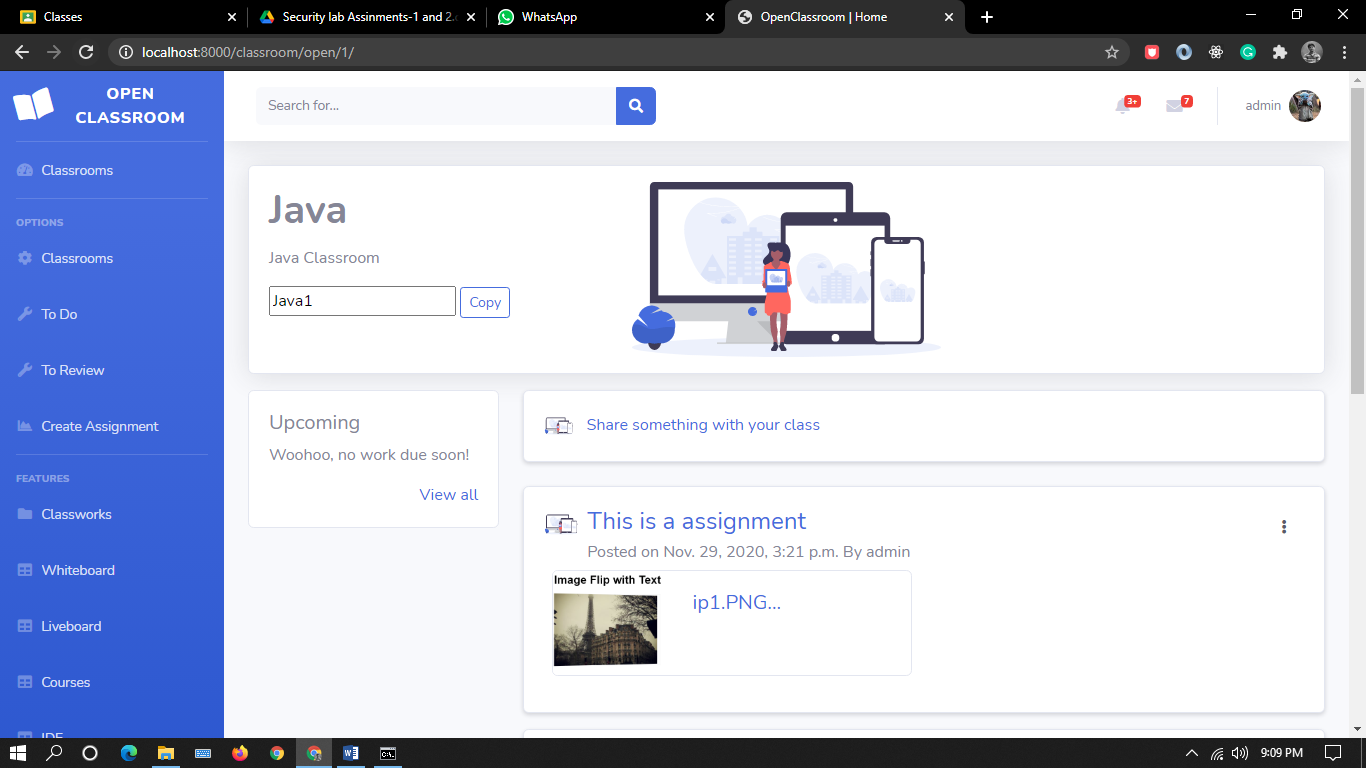 Classes
Security lab Assinments-1 and 2.
WhatsApp
OpenClassroom | Home
localhost:8000/classroom/open/1/
OPEN
CLASSROOM
Search for...
3+
7
admin
Classrooms
OPTIONS
Classrooms
To Do
To Review
Create Assignment
FEATURES
Classworks
Whiteboard
Liveboard
Courses
IDE
Java
Java Classroom
Java1
Copy
Upcoming
Woohoo, no work due soon!
View all
Share something with your class
This is a assignment
Posted on Nov. 29, 2020, 3:21 p.m. By admin
Image Flip with Text
ip1.PNG...
9:09 PM